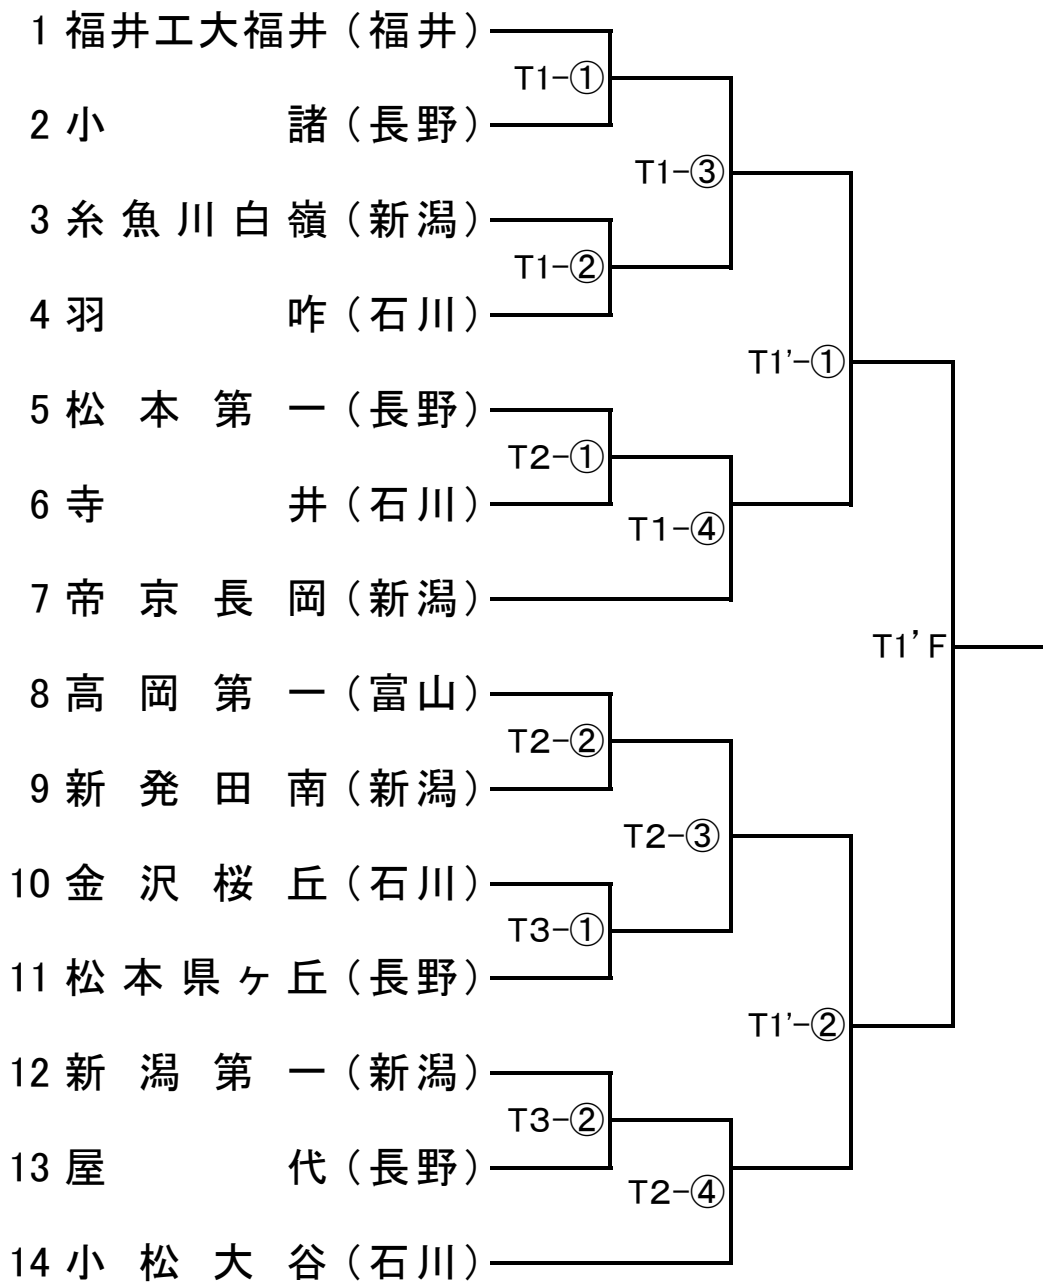 1 福井工大福井(福井)
T1-①
2 小諸(長野)
T1-③
3 糸魚川白嶺(新潟)
T1-②
4 羽咋(石川)
T1'-①
5 松本第一(長野)
T2-①
6 寺井(石川)
T1-④
7 帝京長岡(新潟)
T1'F
8 高岡第一(富山)
T2-②
9 新発田南(新潟)
T2-③
10 金沢桜丘(石川)
T3-①
11 松本県ヶ丘(長野)
T1'-②
12 新潟第一(新潟)
T3-②
13 屋代(長野)
T2-④
14 小松大谷(石川)